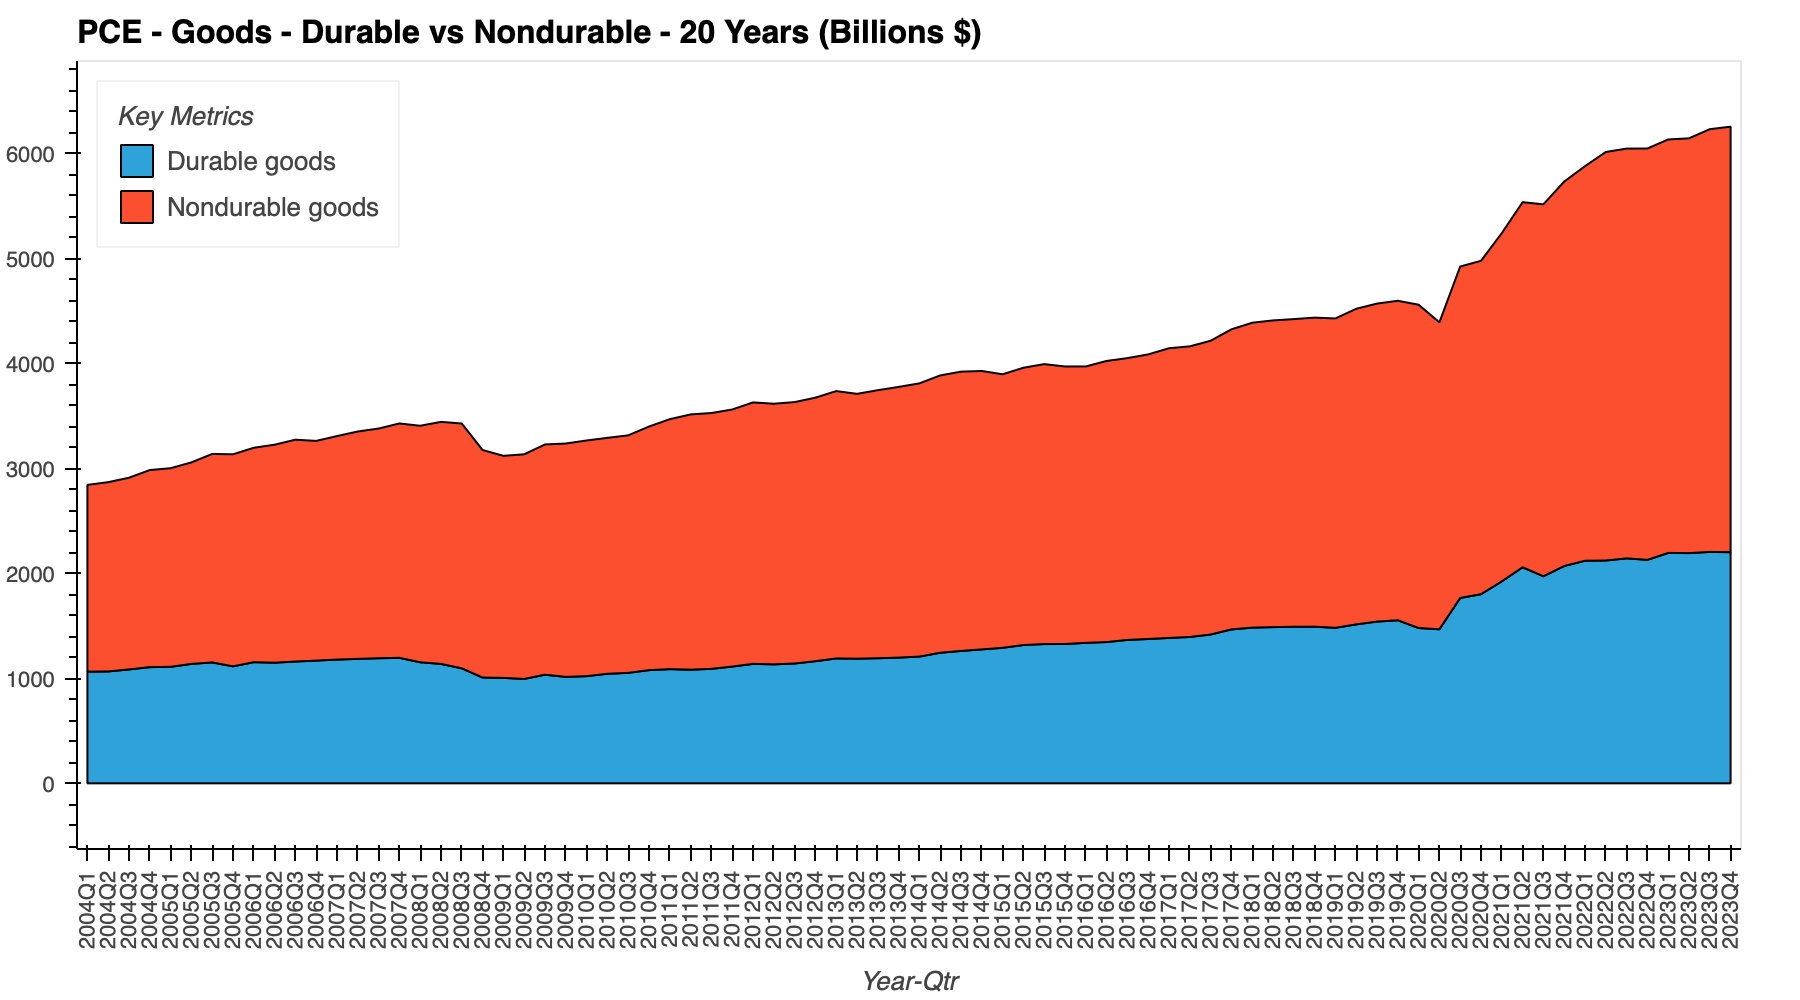 PCE - Goods - Durable vs Nondurable - 20 Years (Billions $)
Key Metrics
Durable goods
Nondurable goods
6000
5000
4000
3000
2000
1000
0
2004Q1
2004Q2
2004Q3
2004Q4
2005Q1
2005Q2
2005Q3
2005Q4
2006Q1
2006Q2
2006Q3
2006Q4
2007Q1
2007Q2
2007Q3
2007Q4
2008Q1
2008Q2
2008Q3
2008Q4
2009Q1
2009Q2
2009Q3
2009Q4
2010Q1
2010Q2
2010Q3
2010Q4
2011Q1
2011Q2
2011Q3
2011Q4
2012Q1
2012Q2
2012Q3
2012Q4
2013Q1
2013Q2
2013Q3
2013Q4
2014Q1
2014Q2
2014Q3
2014Q4
2015Q1
2015Q2
2015Q3
2015Q4
2016Q1
2016Q2
2016Q3
2016Q4
2017Q1
2017Q2
2017Q3
2017Q4
2018Q1
2018Q2
2018Q3
2018Q4
2019Q1
2019Q2
2019Q3
2019Q4
2020Q1
2020Q2
2020Q3
2020Q4
2021Q1
2021Q2
2021Q3
2021Q4
2022Q1
2022Q2
2022Q3
2022Q4
2023Q1
2023Q2
2023Q3
2023Q4
Year-Qtr